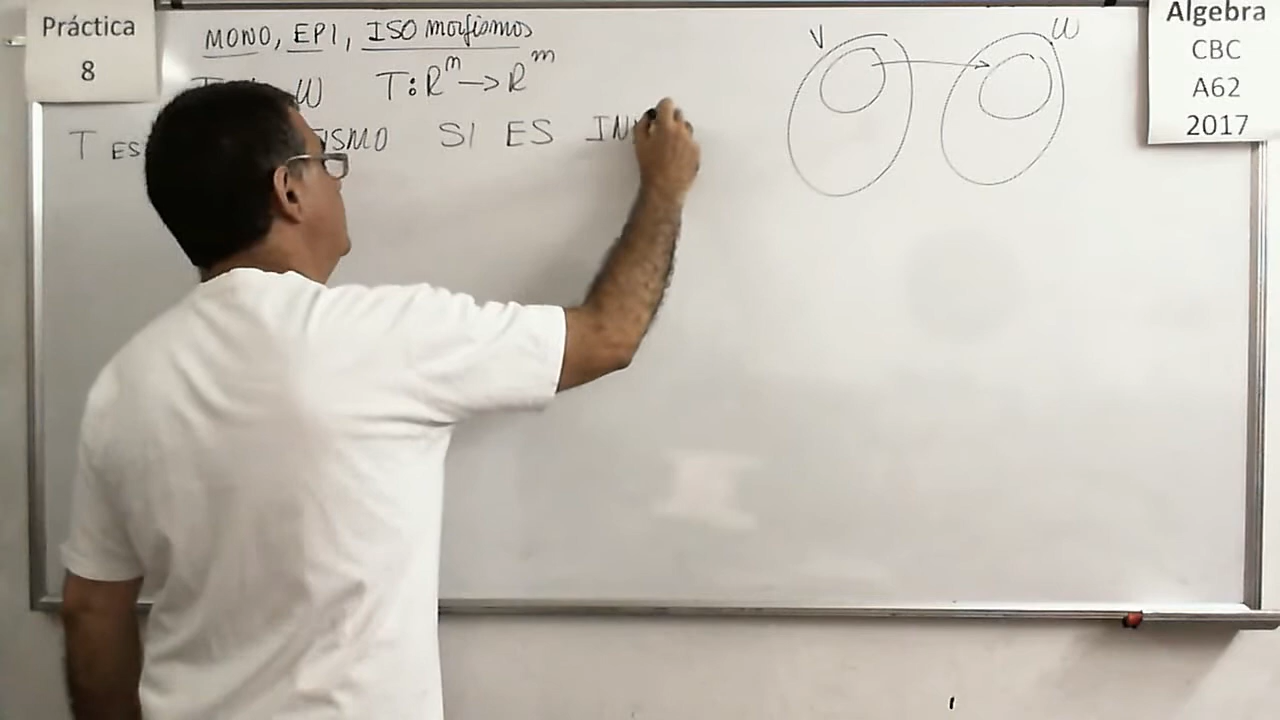 Práctica
8
MONO, EPI, ISO morfismos
W T: R^n → R^m
T ES ISMO SI ES IN
V
W
Algebra
CBC
A62
2017